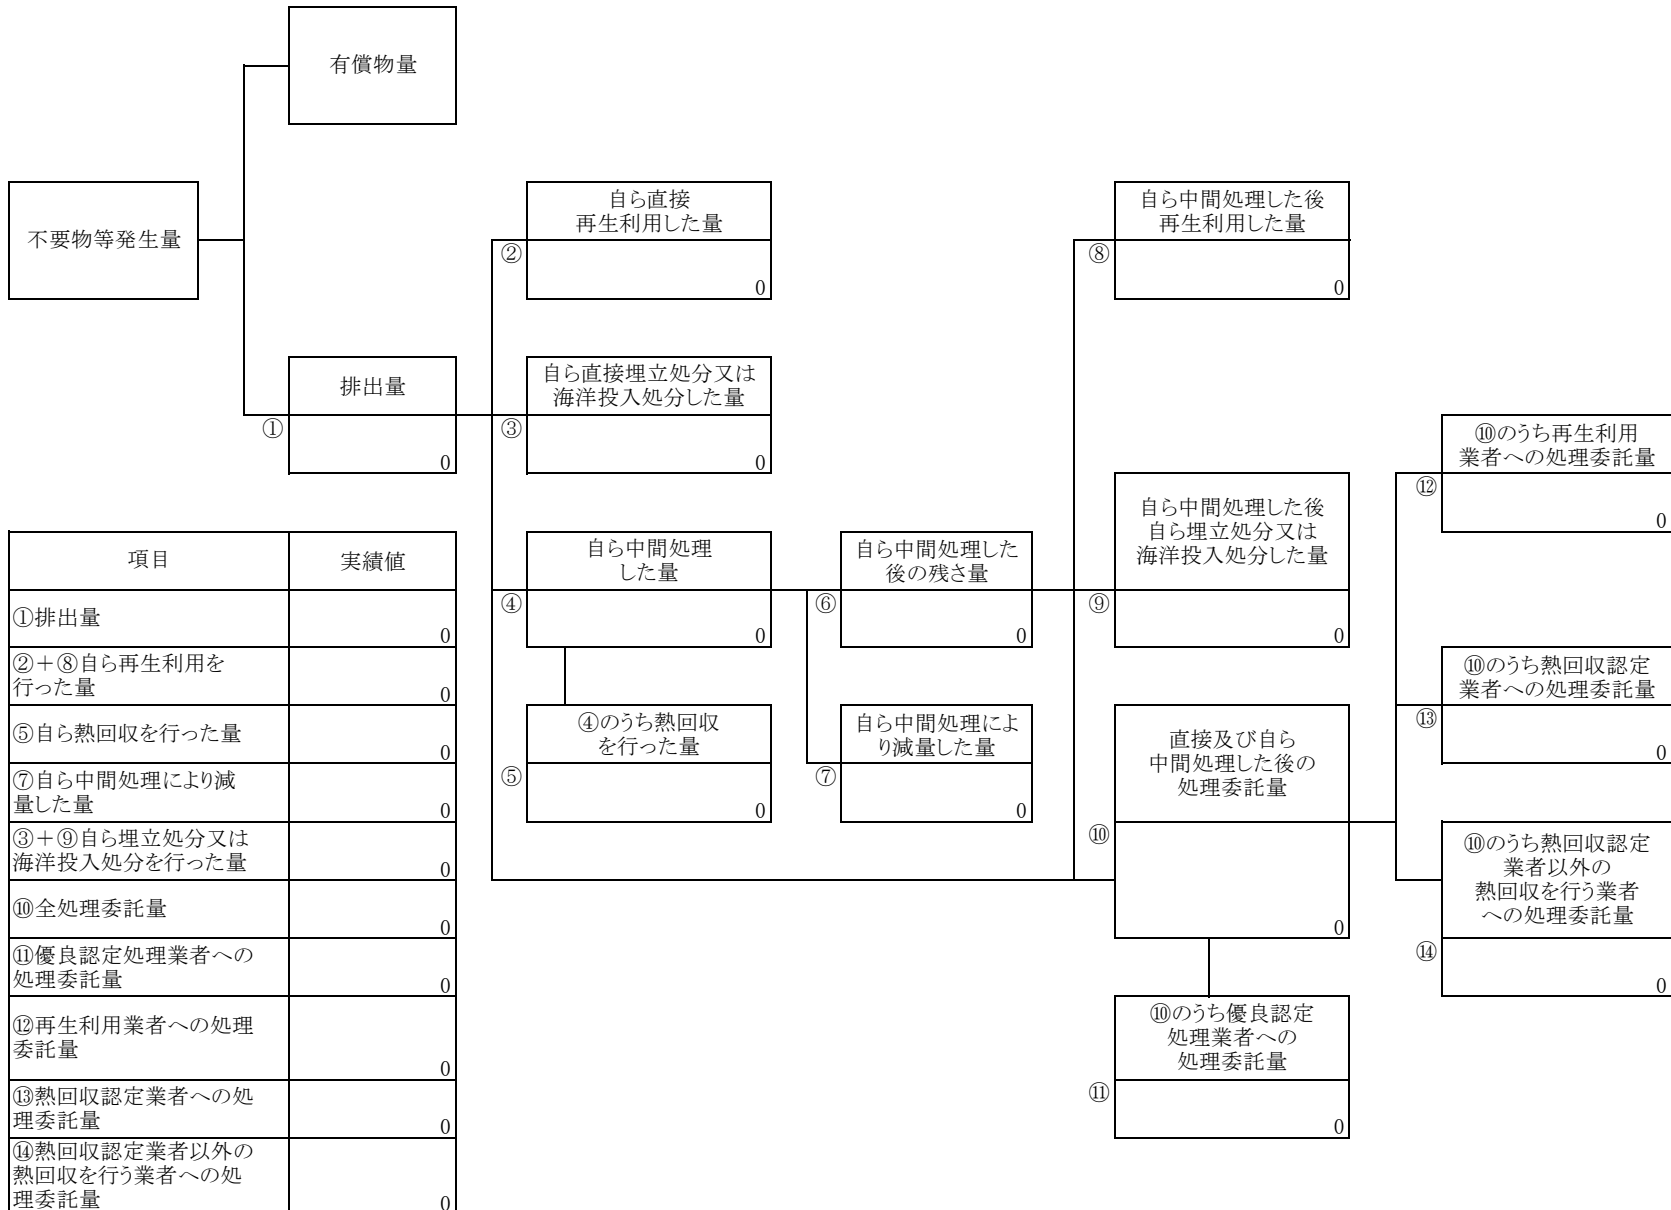 有償物量
不要物等発生量
排出量
①
0
自ら直接
再生利用した量
②
0
自ら直接埋立処分又は
海洋投入処分した量
③
0
自ら中間処理
した量
④
0
④のうち熱回収
を行った量
⑤
0
自ら中間処理した
後の残さ量
⑥
0
自ら中間処理によ
り減量した量
⑦
0
自ら中間処理した後
再生利用した量
⑧
0
自ら中間処理した後
自ら埋立処分又は
海洋投入処分した量
⑨
0
直接及び自ら
中間処理した後の
処理委託量
⑩
0
⑩のうち優良認定
処理業者への
処理委託量
⑪
0
⑩のうち再生利用
業者への処理委託量
⑫
0
⑩のうち熱回収認定
業者への処理委託量
⑬
0
⑩のうち熱回収認定
業者以外の
熱回収を行う業者
への処理委託量
⑭
0
項目 実績値
①排出量
0
②+⑧自ら再生利用を
行った量
0
⑤自ら熱回収を行った量
0
⑦自ら中間処理により減
量した量
0
③+⑨自ら埋立処分又は
海洋投入処分を行った量
0
⑩全処理委託量
0
⑪優良認定処理業者への
処理委託量
0
⑫再生利用業者への処理
委託量
0
⑬熱回収認定業者への処
理委託量
0
⑭熱回収認定業者以外の
熱回収を行う業者への処
理委託量
0